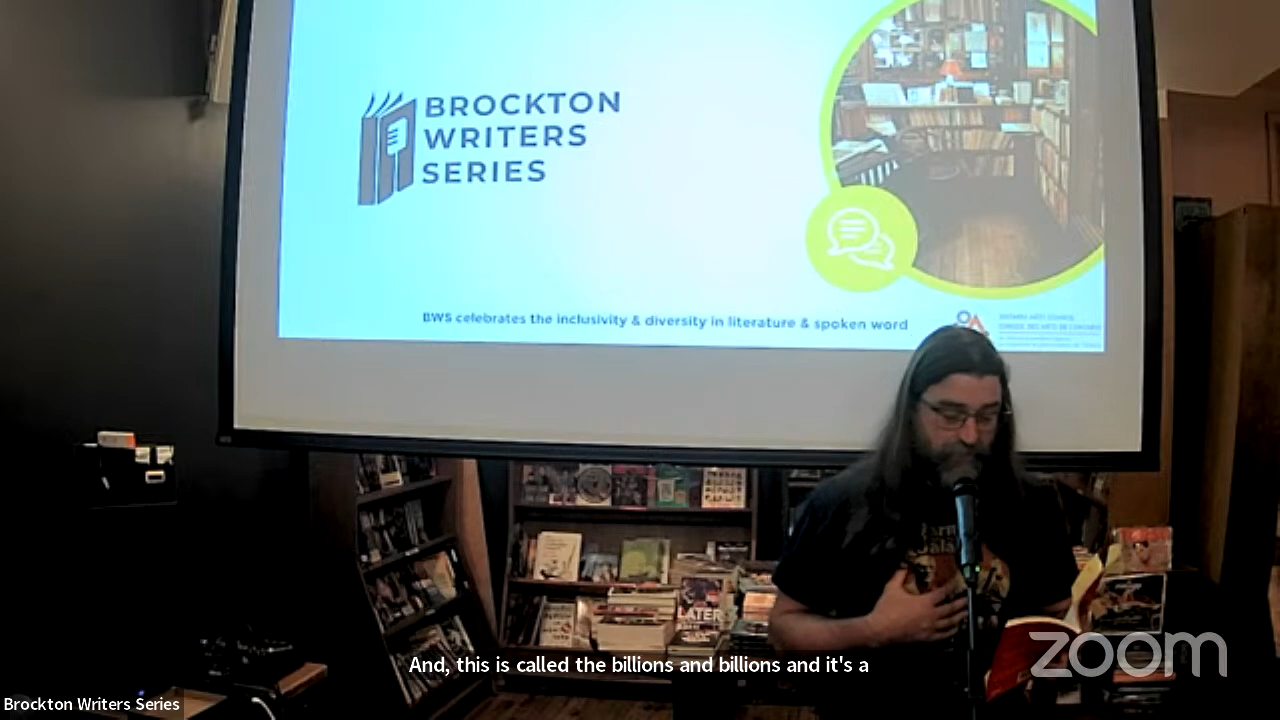 BROCKTON
WRITERS
SERIES
BWS celebrates the inclusivity & diversity in literature & spoken word
And, this is called the billions and billions and it's a
zoom
Brockton Writers Series